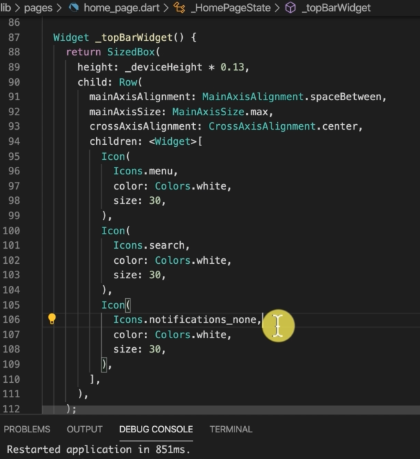 lib > pages > home_page.dart > _HomePageState > _topBarWidget
86
87 Widget _topBarWidget() {
88 return SizedBox(
89 height: _deviceHeight * 0.13,
90 child: Row(
91 mainAxisAlignment: MainAxisAlignment.spaceBetween,
92 mainAxisSize: MainAxisSize.max,
93 crossAxisAlignment: CrossAxisAlignment.center,
94 children: <Widget>[
95 Icon(
96 Icons.menu,
97 color: Colors.white,
98 size: 30,
99 ),
100 Icon(
101 Icons.search,
102 color: Colors.white,
103 size: 30,
104 ),
105 Icon(
106 Icons.notifications_none,
107 color: Colors.white,
108 size: 30,
109 ),
110 ],
111 ),
112 );
PROBLEMS OUTPUT DEBUG CONSOLE TERMINAL
Restarted application in 851ms.